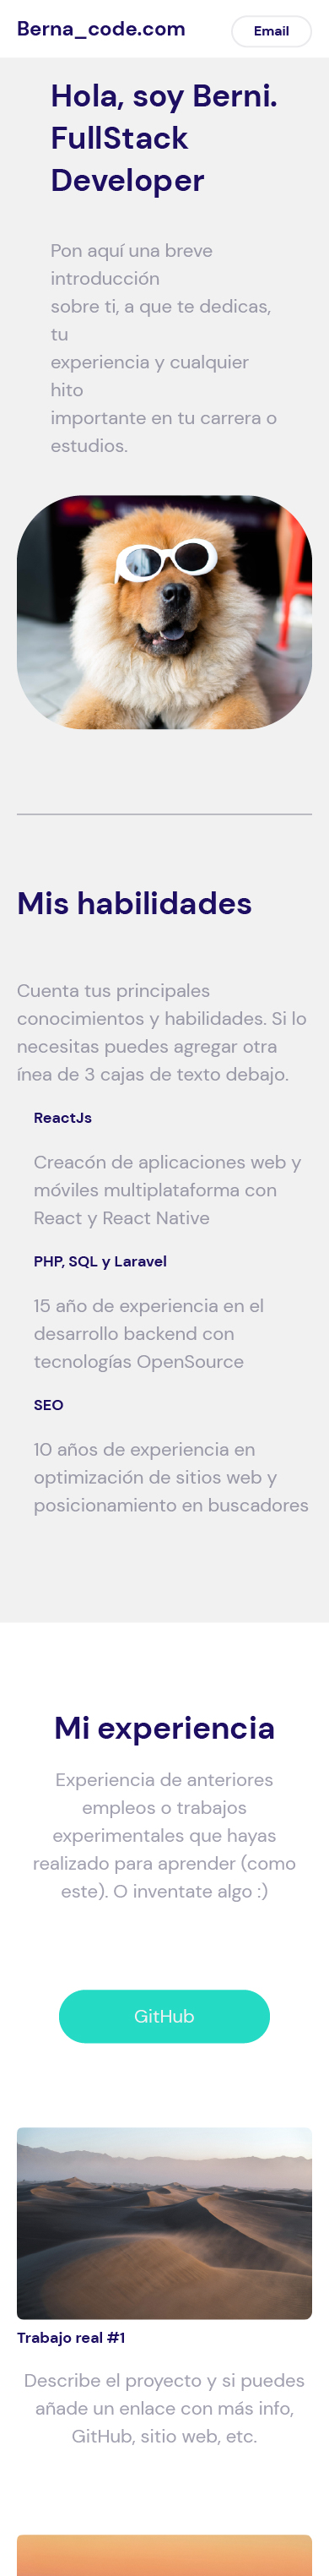 Berna_code.com
Email
Hola, soy Berni.
FullStack
Developer
Pon aquí una breve
introducción
sobre ti, a que te dedicas,
tu
experiencia y cualquier
hito
importante en tu carrera o
estudios.
Mis habilidades
Cuenta tus principales
conocimientos y habilidades. Si lo
necesitas puedes agregar otra
ínea de 3 cajas de texto debajo.
ReactJs
Creacón de aplicaciones web y
móviles multiplataforma con
React y React Native
PHP, SQL y Laravel
15 año de experiencia en el
desarrollo backend con
tecnologías OpenSource
SEO
10 años de experiencia en
optimización de sitios web y
posicionamiento en buscadores
Mi experiencia
Experiencia de anteriores
empleos o trabajos
experimentales que hayas
realizado para aprender (como
este). O inventate algo :)
GitHub
Trabajo real #1
Describe el proyecto y si puedes
añade un enlace con más info,
GitHub, sitio web, etc.